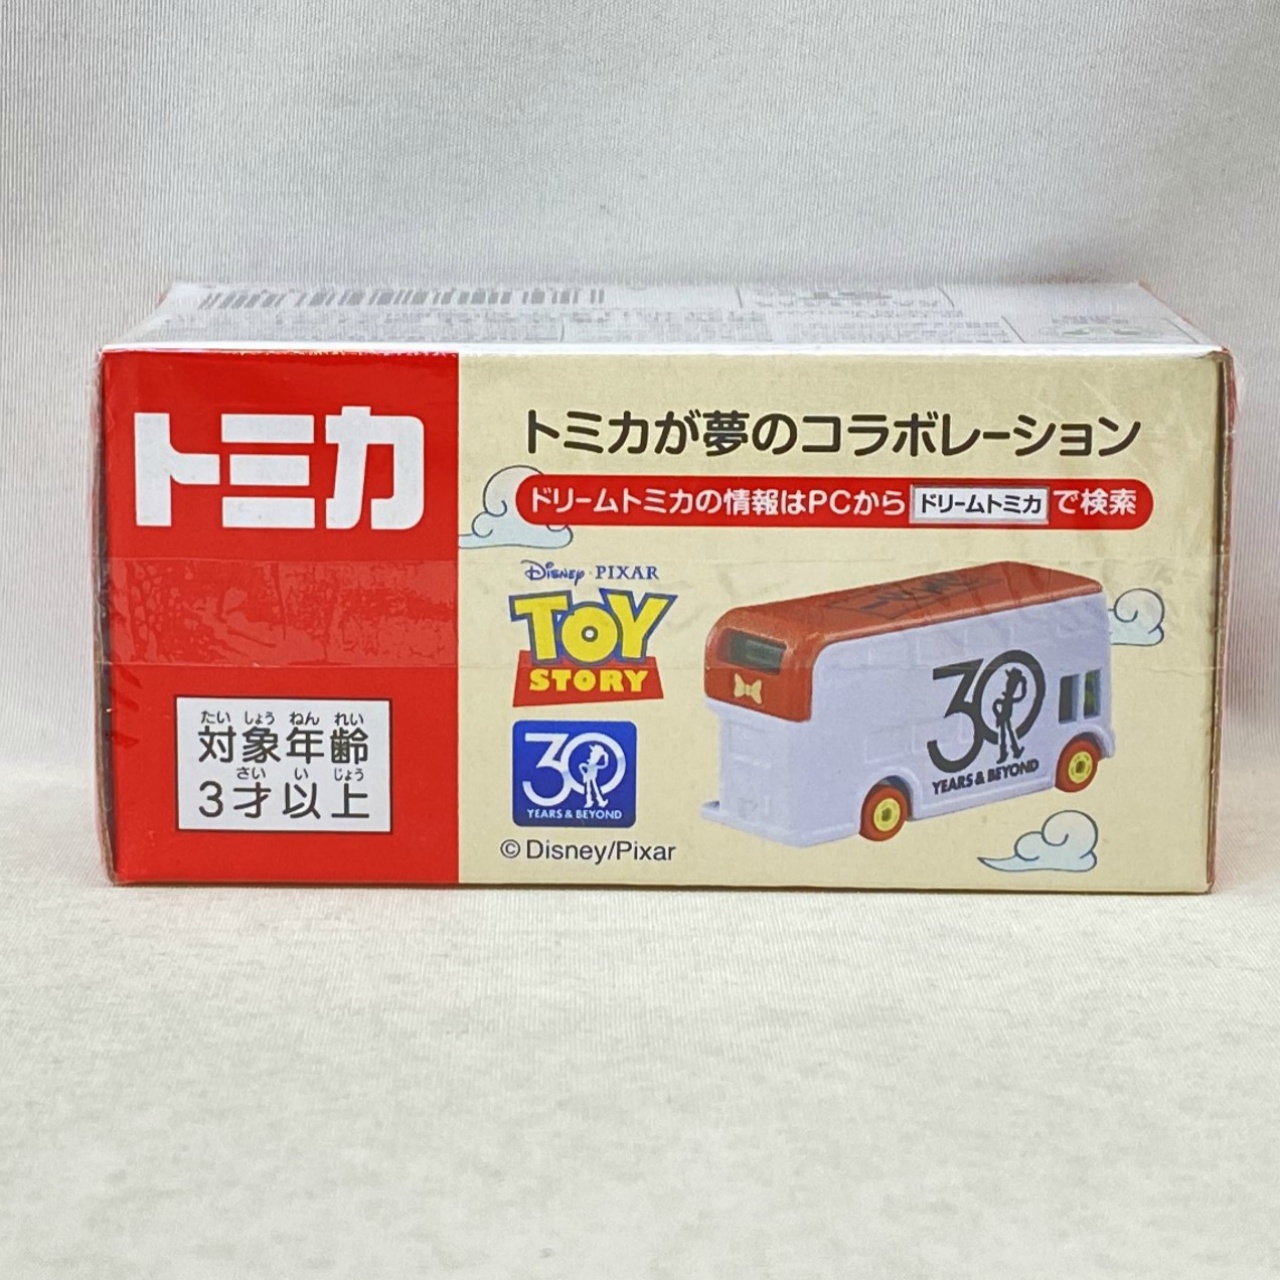 トミカ
たいしょうねんれい
対象年齢
さい い じょう
3才以上
トミカが夢のコラボレーション
ドリームトミカの情報はPCから ドリームトミカ で検索
Disney・PIXAR
TOY
STORY
30
YEARS & BEYOND
©Disney/Pixar
30
YEARS & BEYOND